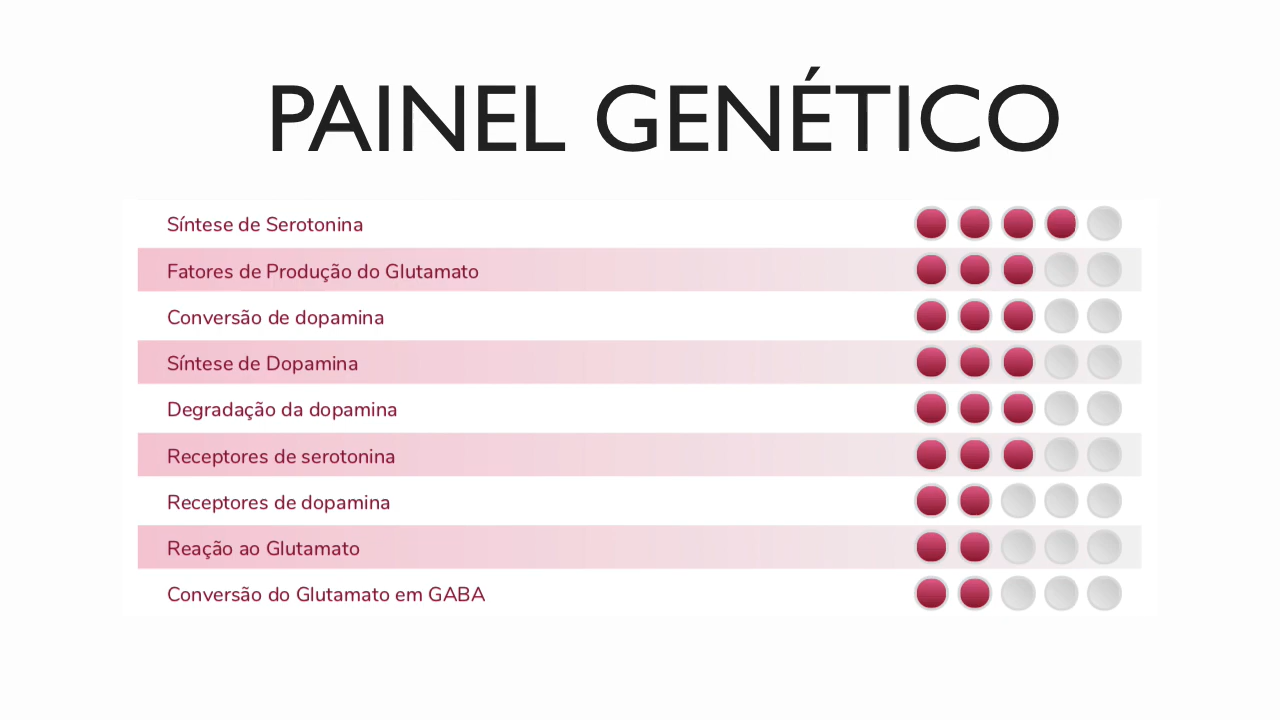 PAINEL GENÉTICO
Síntese de Serotonina
Fatores de Produção do Glutamato
Conversão de dopamina
Síntese de Dopamina
Degradação da dopamina
Receptores de serotonina
Receptores de dopamina
Reação ao Glutamato
Conversão do Glutamato em GABA